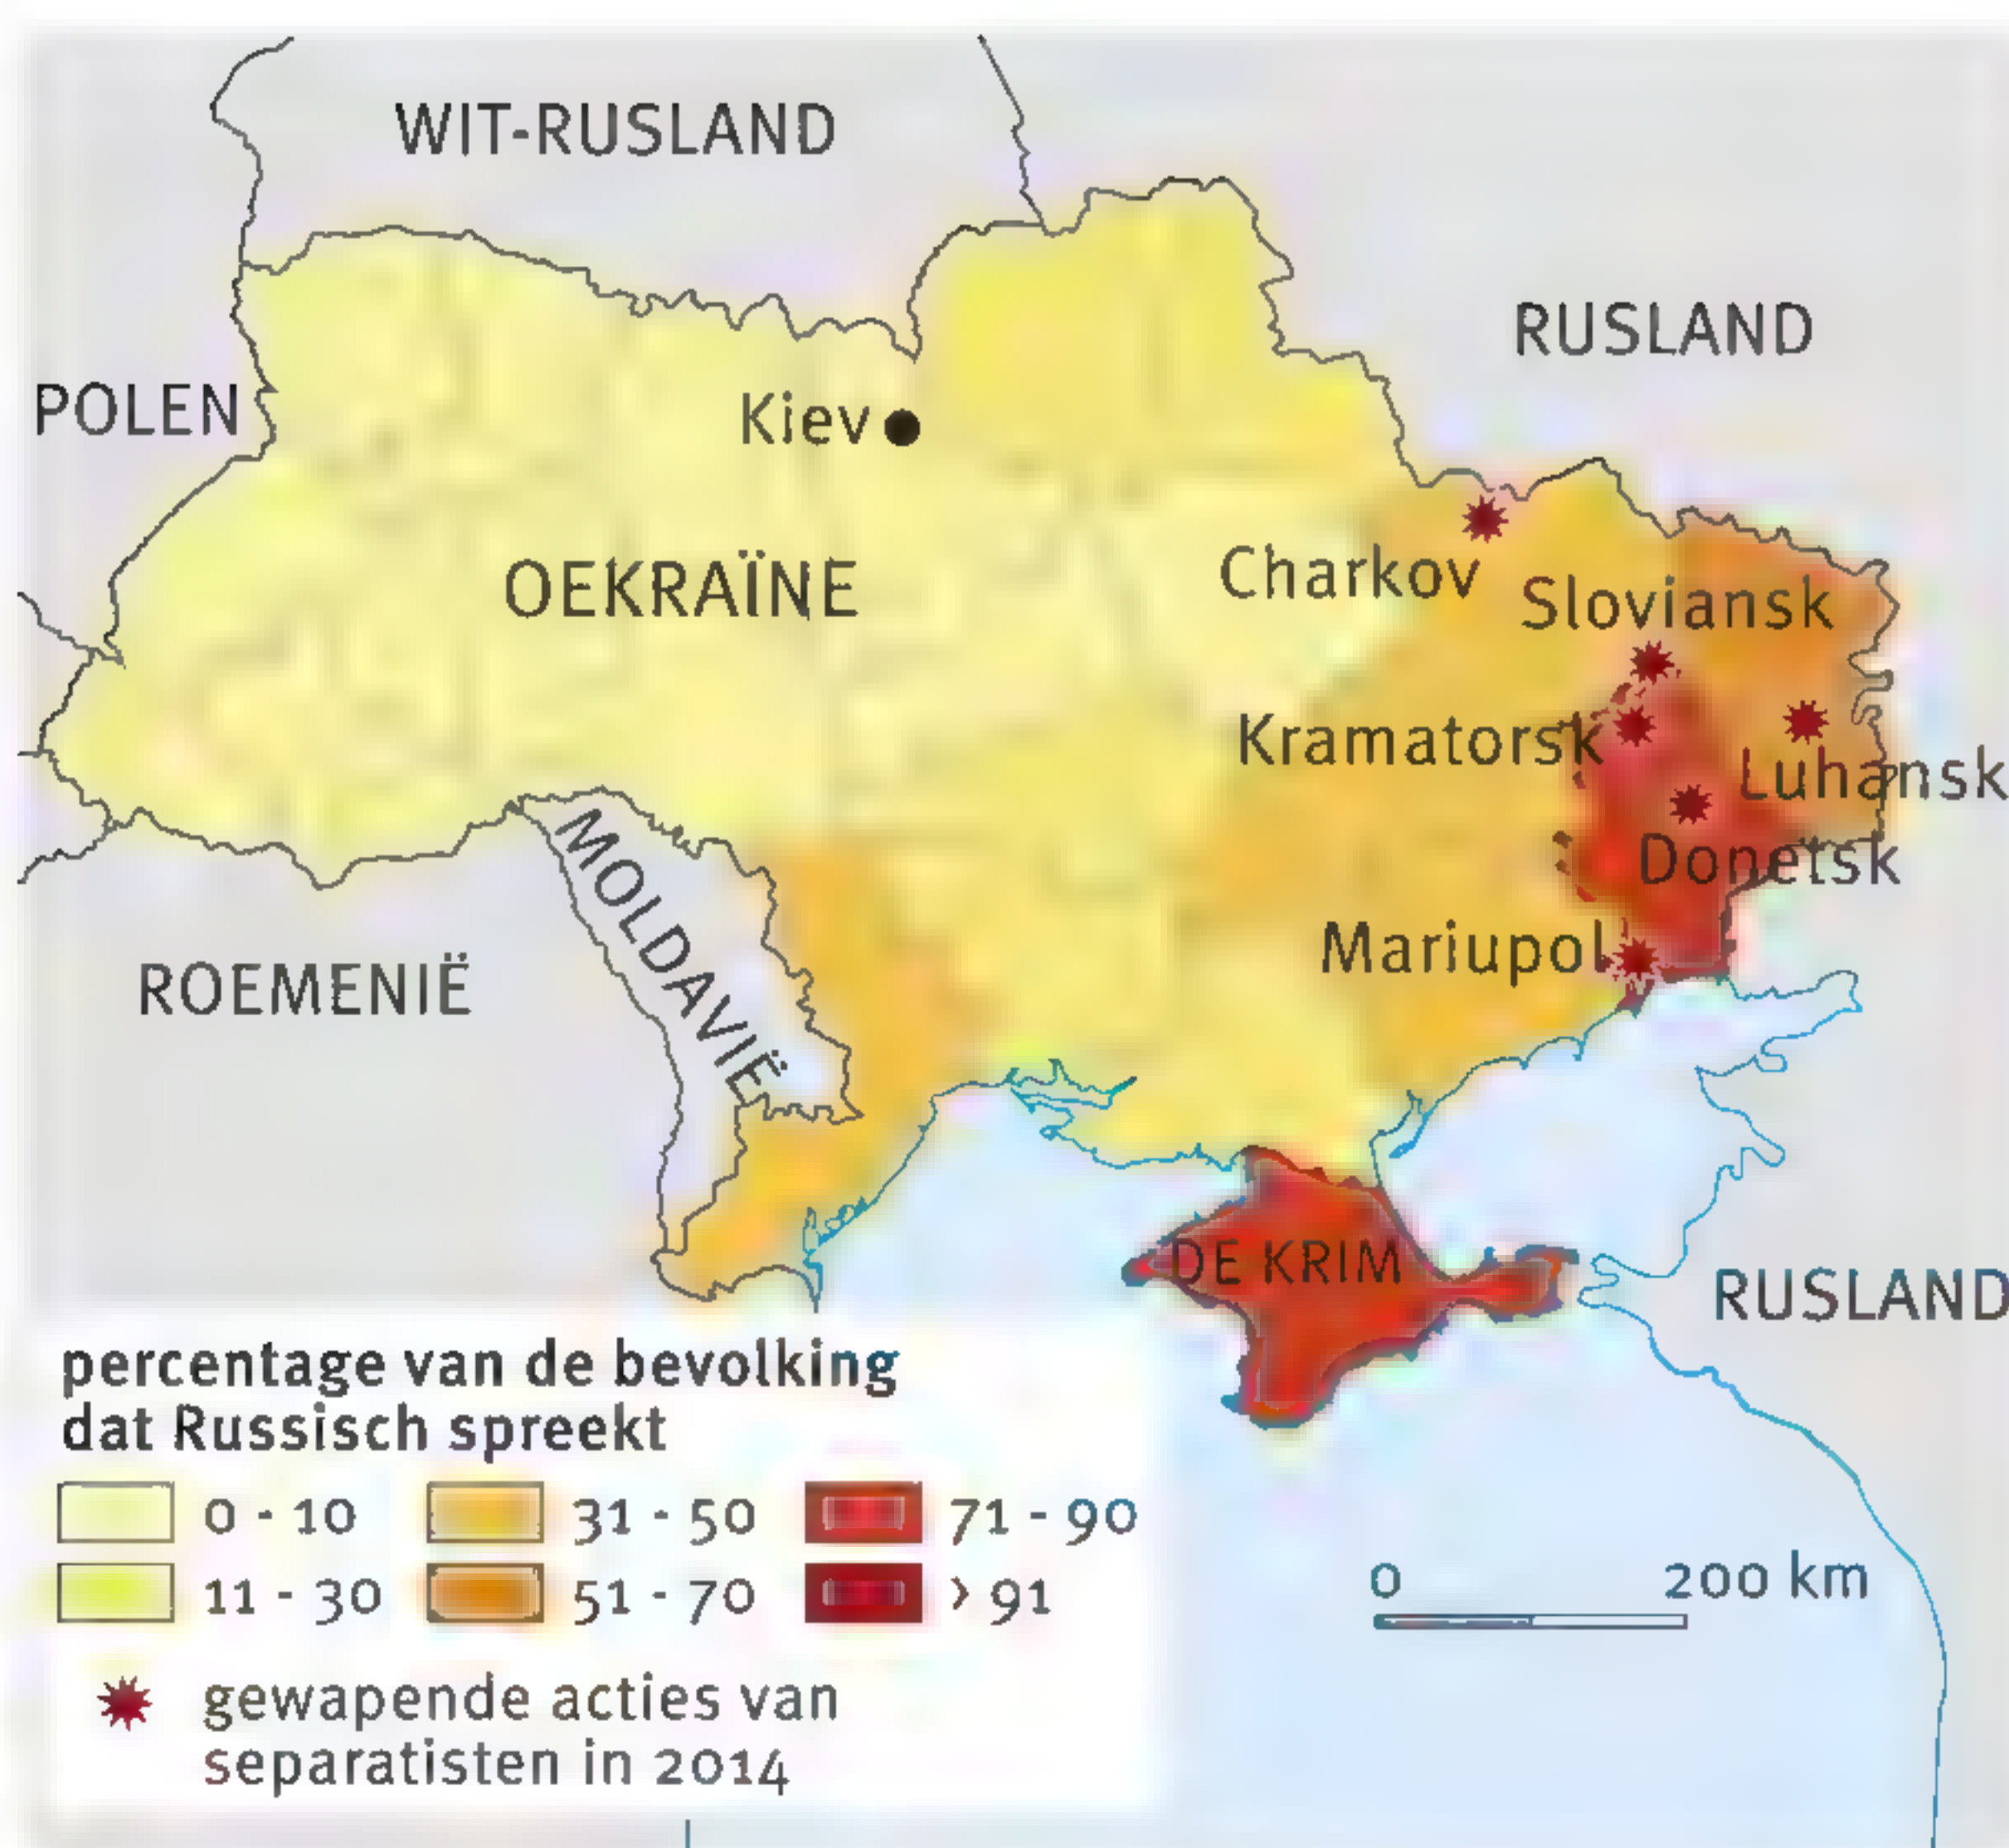 WIT-RUSLAND
RUSLAND
POLEN
Kiev
OEKRAÏNE
Charkov
Sloviansk
Kramatorsk
Luhansk
Donetsk
MOLDAVIË
Mariupol
ROEMENIË
DE KRIM
RUSLAND
percentage van de bevolking
dat Russisch spreekt
0 - 10
31 - 50
71 - 90
11 - 30
51 - 70
> 91
0 200 km
gewapende acties van
separatisten in 2014